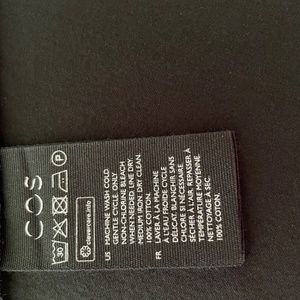 COS
30
P
clevercare.info
US MACHINE WASH COLD
GENTLE CYCLE. ONLY
NON-CHLORINE BLEACH
WHEN NEEDED. LINE DRY.
MEDIUM IRON. DRY CLEAN.
100% COTTON.
FR LAVER À LA MACHINE
À L'EAU FROIDE CYCLE
DELICAT. BLANCHIR SANS
CHLORE SI NÉCESSAIRE.
SÉCHER À L'AIR. REPASSER
TEMPÉRATURE MOYENNE.
NETTOYAGE À SEC.
100% COTON.